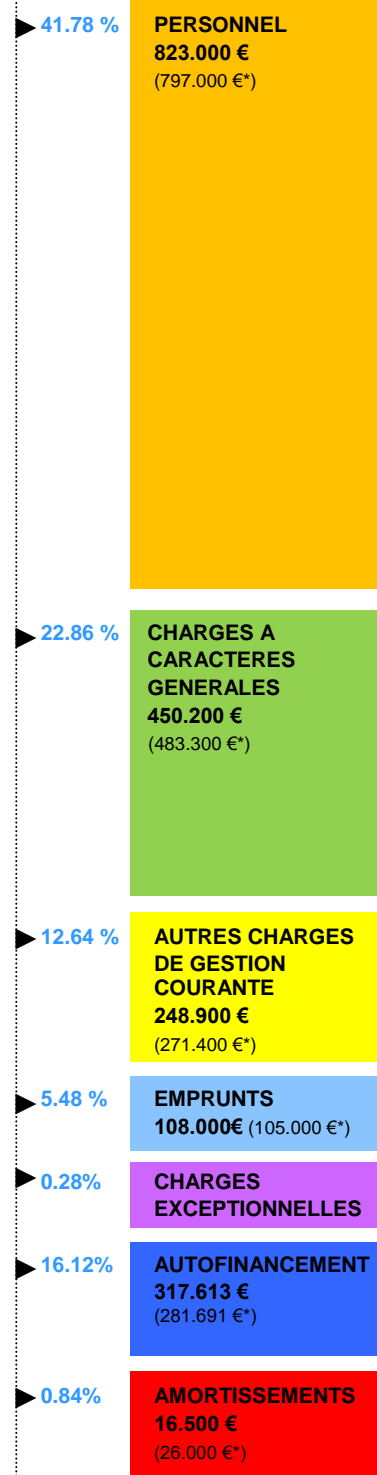 41.78 %
PERSONNEL
823.000 €
(797.000 €*)
22.86 %
CHARGES A
CARACTERES
GENERALES
450.200 €
(483.300 €*)
12.64 %
AUTRES CHARGES
DE GESTION
COURANTE
248.900 €
(271.400 €*)
5.48 %
EMPRUNTS
108.000€ (105.000 €*)
0.28%
CHARGES
EXCEPTIONNELLES
16.12%
AUTOFINANCEMENT
317.613 €
(281.691 €*)
0.84%
AMORTISSEMENTS
16.500 €
(26.000 €*)